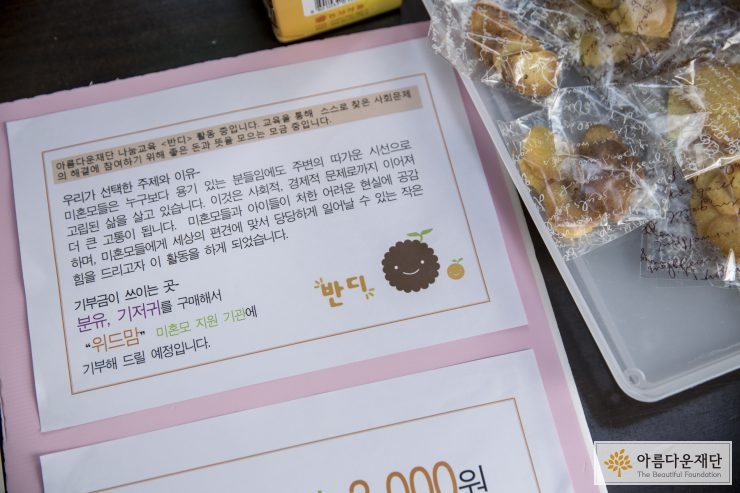 아름다운재단 나눔교육 <반디> 활동 중입니다. 교육을 통해 스스로 찾은 사회문제
의 해결에 참여하기 위해 좋은 돈과 뜻을 모으는 모금 중입니다.
우리가 선택한 주제와 이유-
미혼모들은 누구보다 용기 있는 분들임에도 주변의 따가운 시선으로
고립된 삶을 살고 있습니다. 이것은 사회적, 경제적 문제로까지 이어져
더 큰 고통이 됩니다. 미혼모들과 아이들이 처한 어려운 현실에 공감
하며, 미혼모들에게 세상의 편견에 맞서 당당하게 일어날 수 있는 작은
힘을 드리고자 이 활동을 하게 되었습니다.
기부금이 쓰이는 곳-
분유, 기저귀를 구매해서
“위드맘” 미혼모 지원 기관에
기부해 드릴 예정입니다.
반디
000원
아름다운재단
The Beautiful Foundation